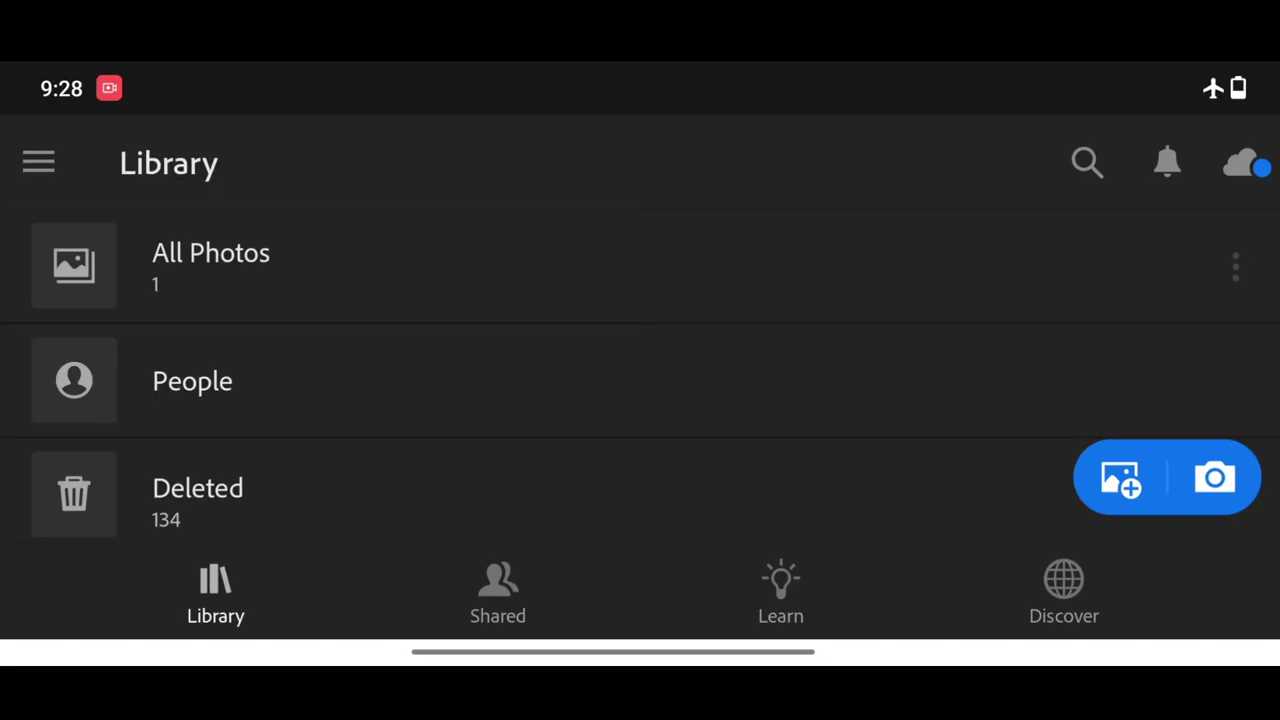 9:28
Library
All Photos
1
People
Deleted
134
Library
Shared
Learn
Discover